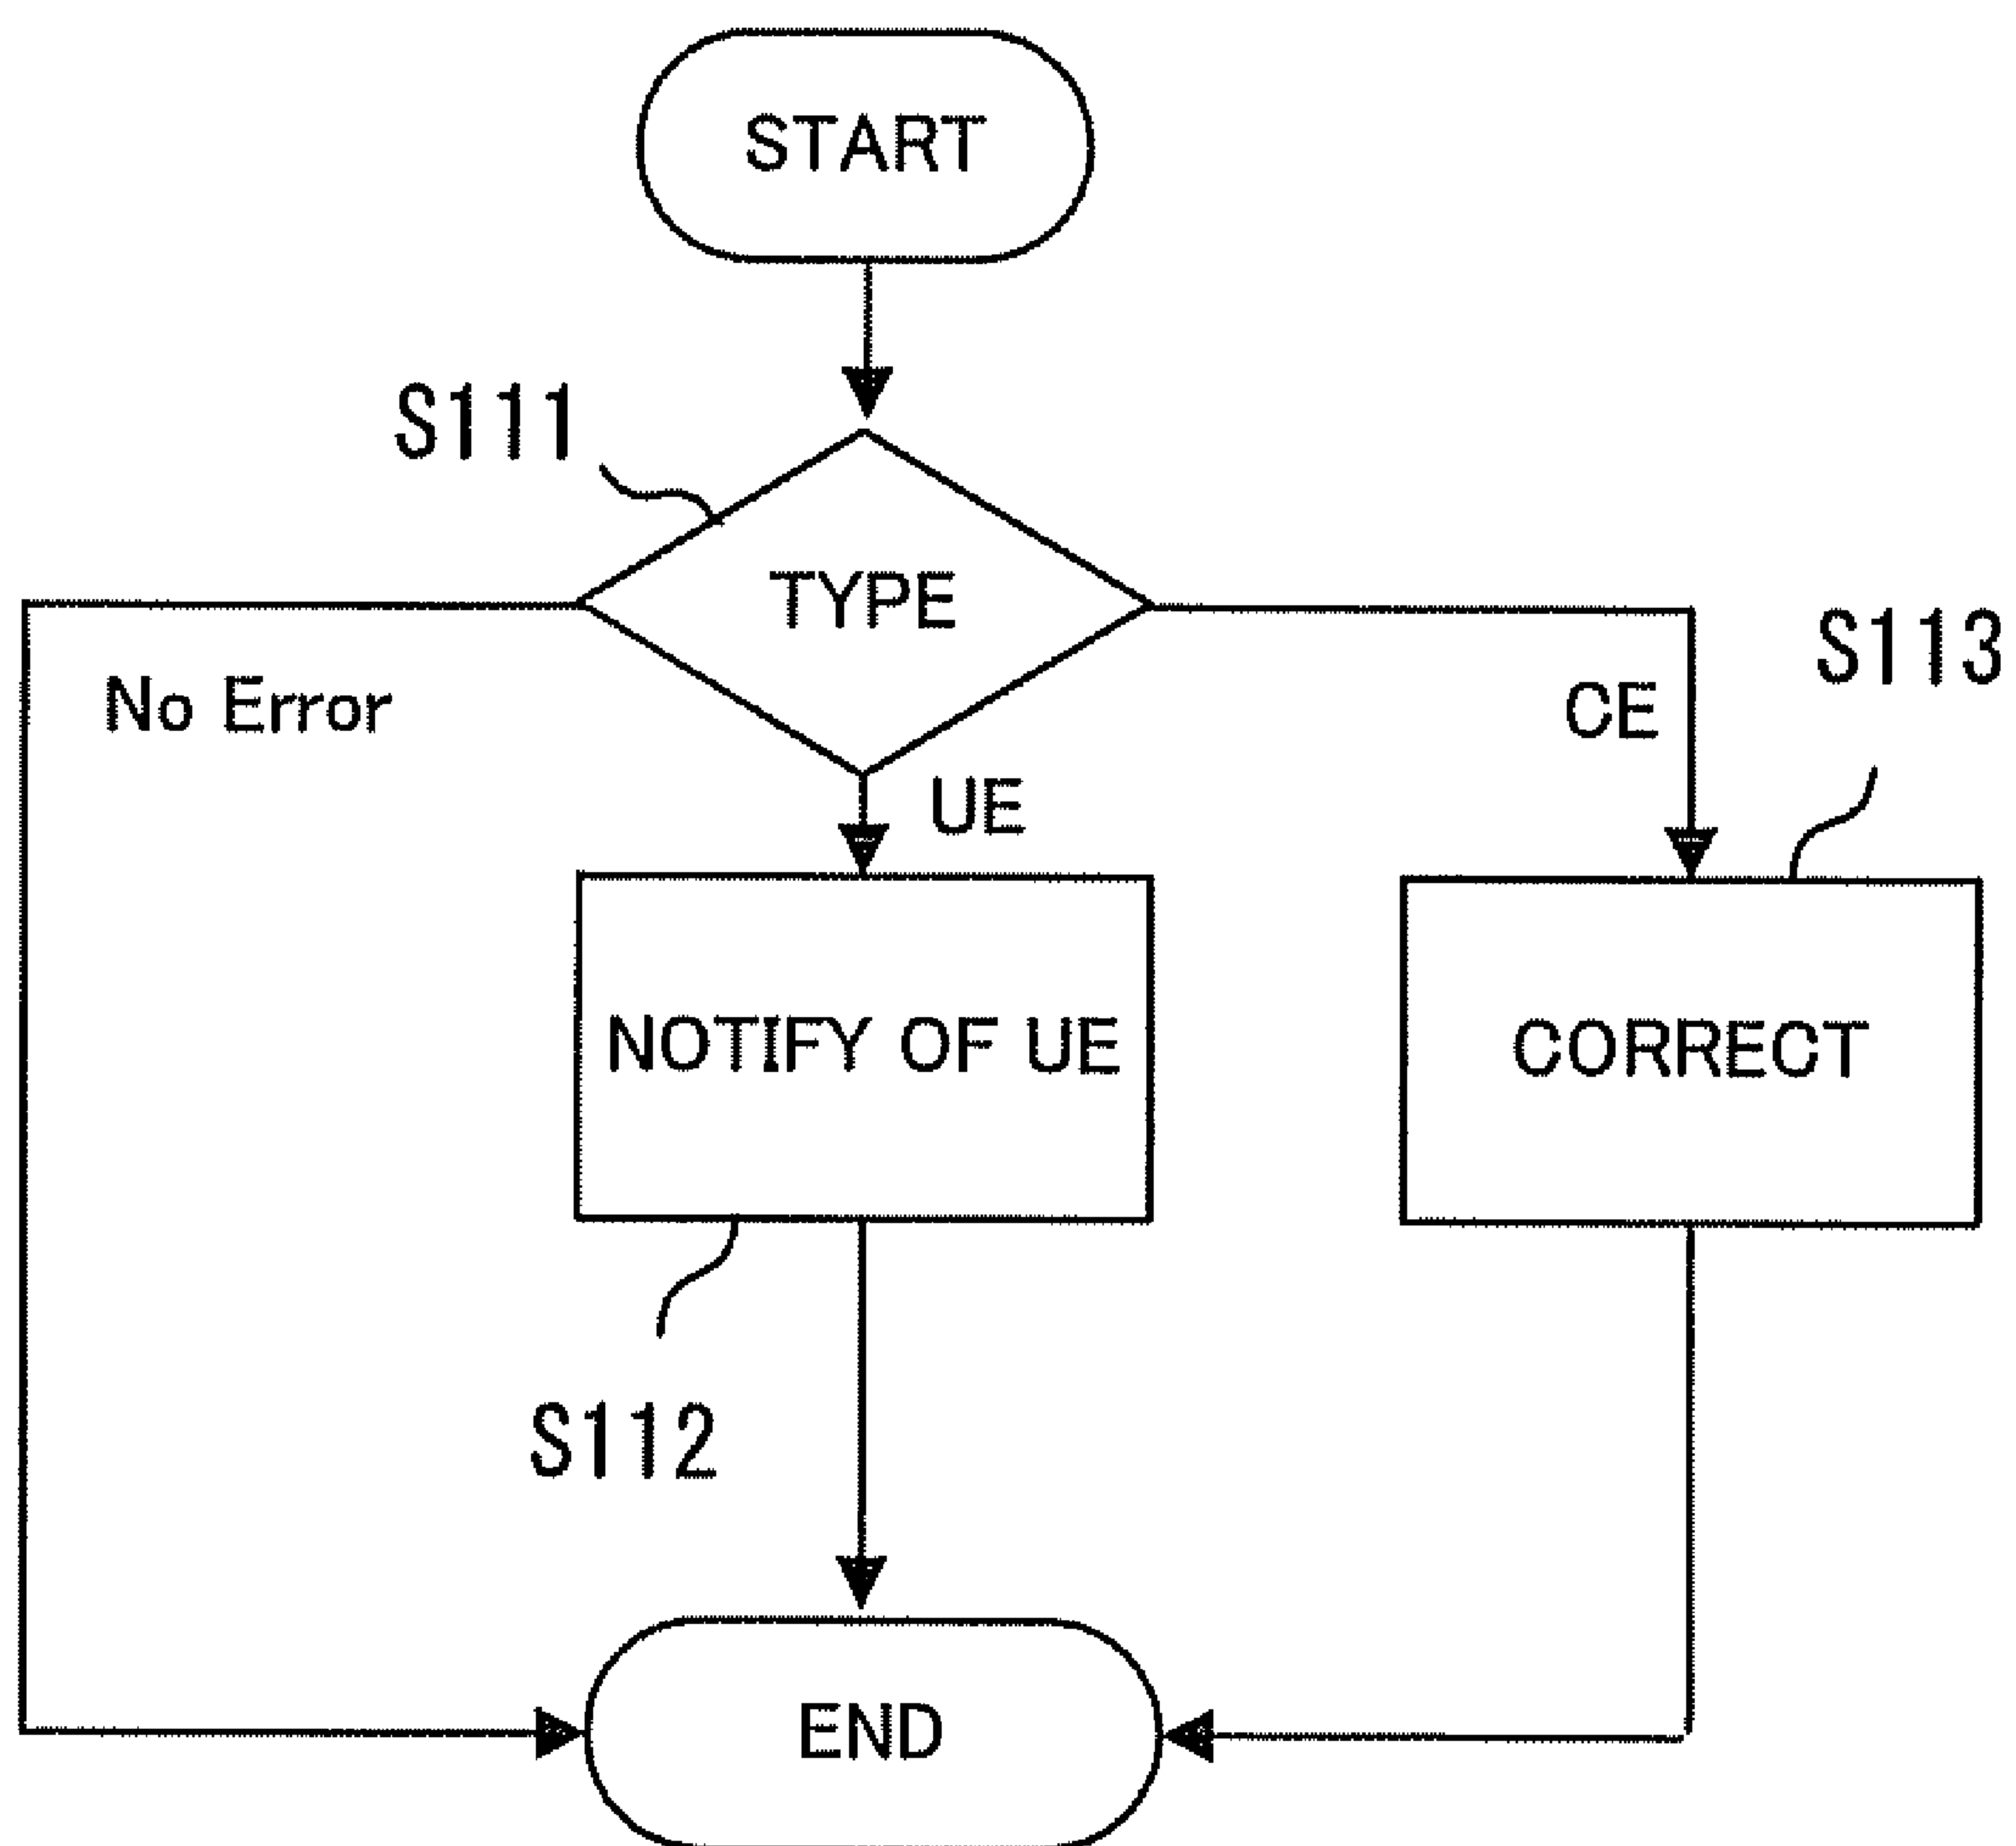 START
S111
TYPE
S113
No Error
CE
UE
NOTIFY OF UE
CORRECT
S112
END